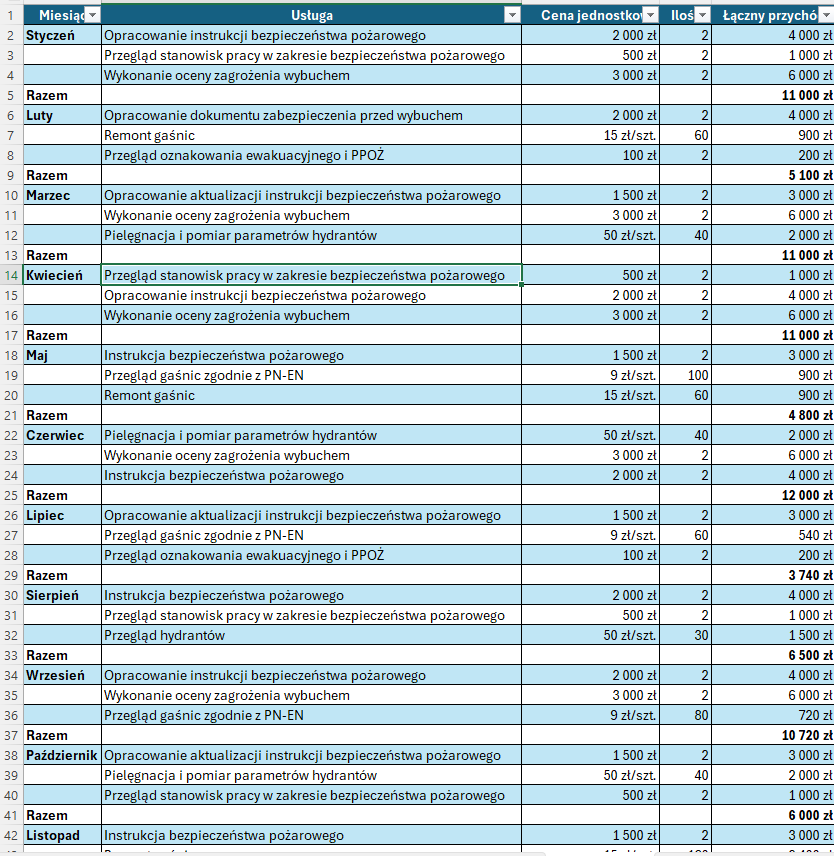 1 Miesiąc Usługa Cena jednostkow Iloś Łączny przychó
2 Styczeń Opracowanie instrukcji bezpieczeństwa pożarowego 2 000 zł 2 4 000 zł
3 Przegląd stanowisk pracy w zakresie bezpieczeństwa pożarowego 500 zł 2 1 000 zł
4 Wykonanie oceny zagrożenia wybuchem 3 000 zł 2 6 000 zł
5 Razem 11 000 zł
6 Luty Opracowanie dokumentu zabezpieczenia przed wybuchem 2 000 zł 2 4 000 zł
7 Remont gaśnic 15 zł/szt. 60 900 zł
8 Przegląd oznakowania ewakuacyjnego i PPOŻ 100 zł 2 200 zł
9 Razem 5 100 zł
10 Marzec Opracowanie aktualizacji instrukcji bezpieczeństwa pożarowego 1 500 zł 2 3 000 zł
11 Wykonanie oceny zagrożenia wybuchem 3 000 zł 2 6 000 zł
12 Pielęgnacja i pomiar parametrów hydrantów 50 zł/szt. 40 2 000 zł
13 Razem 11 000 zł
14 Kwiecień Przegląd stanowisk pracy w zakresie bezpieczeństwa pożarowego 500 zł 2 1 000 zł
15 Opracowanie instrukcji bezpieczeństwa pożarowego 2 000 zł 2 4 000 zł
16 Wykonanie oceny zagrożenia wybuchem 3 000 zł 2 6 000 zł
17 Razem 11 000 zł
18 Maj Instrukcja bezpieczeństwa pożarowego 1 500 zł 2 3 000 zł
19 Przegląd gaśnic zgodnie z PN-EN 9 zł/szt. 100 900 zł
20 Remont gaśnic 15 zł/szt. 60 900 zł
21 Razem 4 800 zł
22 Czerwiec Pielęgnacja i pomiar parametrów hydrantów 50 zł/szt. 40 2 000 zł
23 Wykonanie oceny zagrożenia wybuchem 3 000 zł 2 6 000 zł
24 Instrukcja bezpieczeństwa pożarowego 2 000 zł 2 4 000 zł
25 Razem 12 000 zł
26 Lipiec Opracowanie aktualizacji instrukcji bezpieczeństwa pożarowego 1 500 zł 2 3 000 zł
27 Przegląd gaśnic zgodnie z PN-EN 9 zł/szt. 60 540 zł
28 Przegląd oznakowania ewakuacyjnego i PPOŻ 100 zł 2 200 zł
29 Razem 3 740 zł
30 Sierpień Instrukcja bezpieczeństwa pożarowego 2 000 zł 2 4 000 zł
31 Przegląd stanowisk pracy w zakresie bezpieczeństwa pożarowego 500 zł 2 1 000 zł
32 Przegląd hydrantów 50 zł/szt. 30 1 500 zł
33 Razem 6 500 zł
34 Wrzesień Opracowanie instrukcji bezpieczeństwa pożarowego 2 000 zł 2 4 000 zł
35 Wykonanie oceny zagrożenia wybuchem 3 000 zł 2 6 000 zł
36 Przegląd gaśnic zgodnie z PN-EN 9 zł/szt. 80 720 zł
37 Razem 10 720 zł
38 Październik Opracowanie aktualizacji instrukcji bezpieczeństwa pożarowego 1 500 zł 2 3 000 zł
39 Pielęgnacja i pomiar parametrów hydrantów 50 zł/szt. 40 2 000 zł
40 Przegląd stanowisk pracy w zakresie bezpieczeństwa pożarowego 500 zł 2 1 000 zł
41 Razem 6 000 zł
42 Listopad Instrukcja bezpieczeństwa pożarowego 1 500 zł 2 3 000 zł